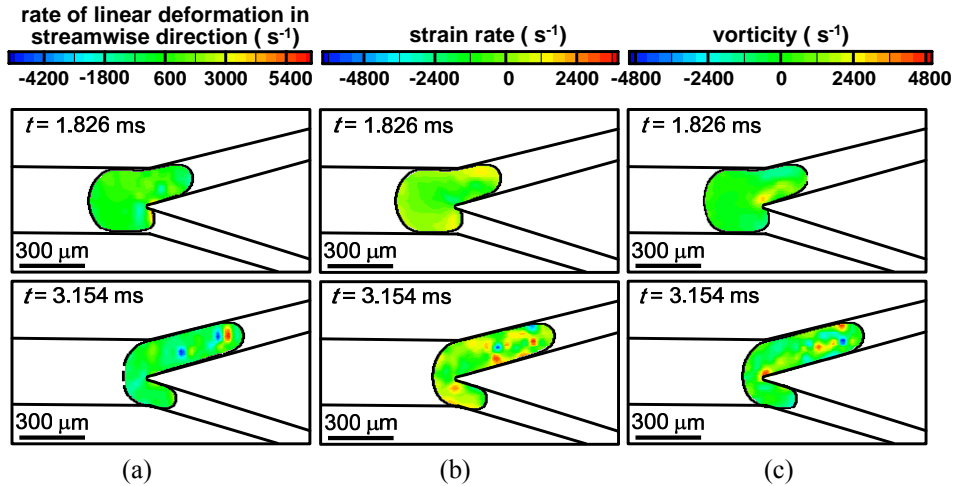 rate of linear deformation in
streamwise direction ( s⁻¹)
strain rate ( s⁻¹)
vorticity ( s⁻¹)
-4200 -1800 600 3000 5400
-4800 -2400 0 2400
-4800 -2400 0 2400 4800
t = 1.826 ms
t = 1.826 ms
t = 1.826 ms
300 μm
300 μm
300 μm
t = 3.154 ms
t = 3.154 ms
t = 3.154 ms
300 μm
300 μm
300 μm
(a)
(b)
(c)